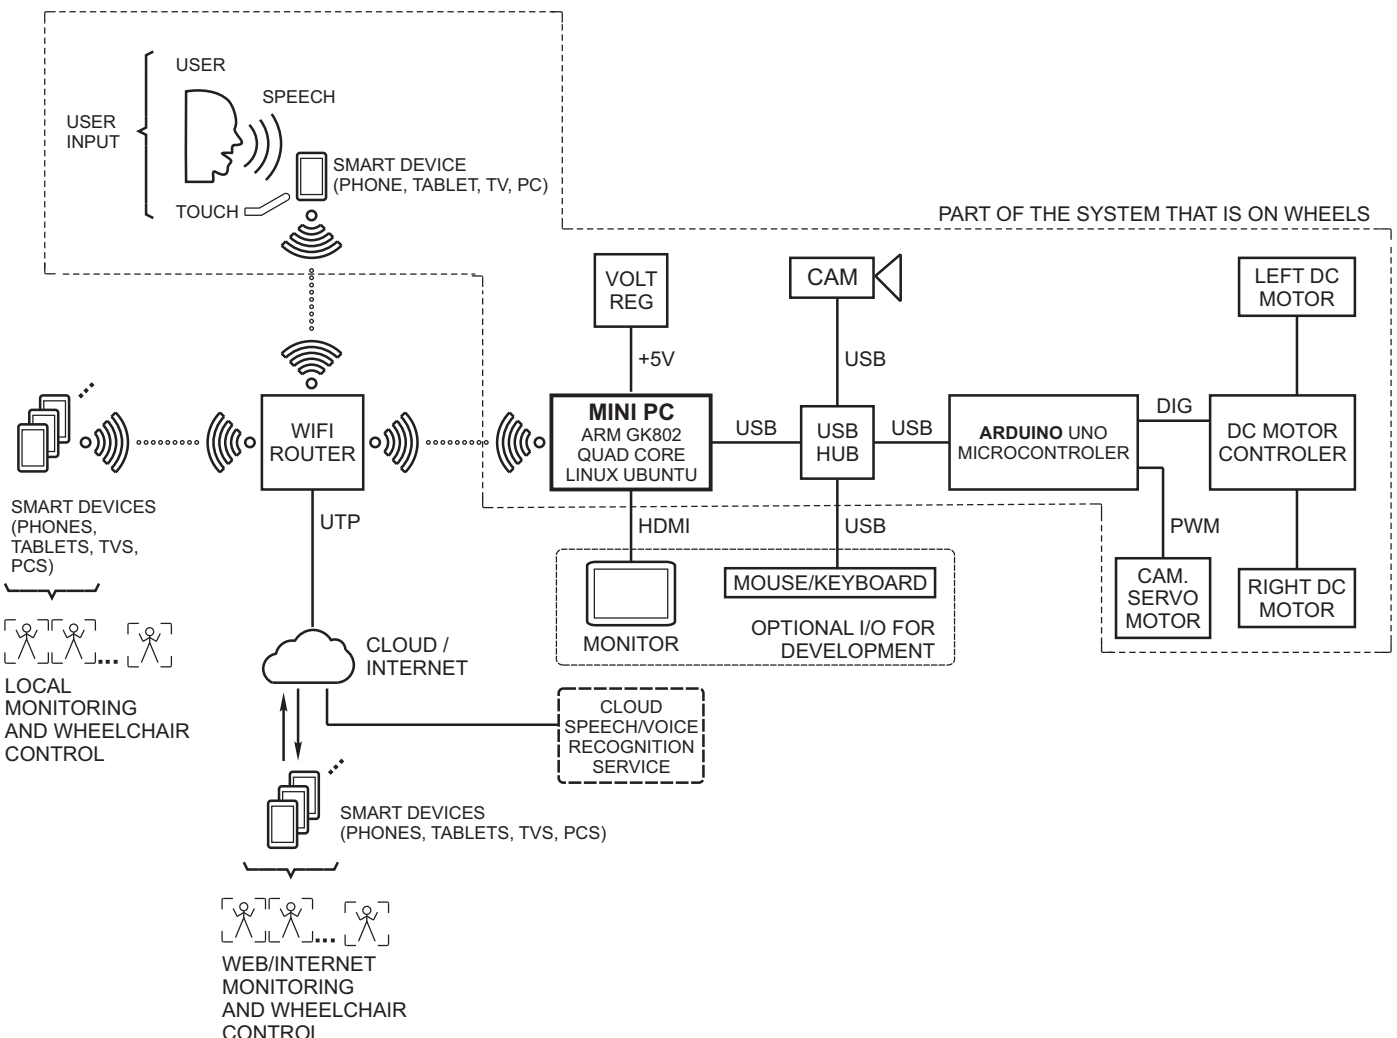 USER
SPEECH
USER
INPUT
SMART DEVICE
(PHONE, TABLET, TV, PC)
TOUCH
PART OF THE SYSTEM THAT IS ON WHEELS
VOLT
REG
+5V
CAM
USB
LEFT DC
MOTOR
WIFI
ROUTER
MINI PC
ARM GK802
QUAD CORE
LINUX UBUNTU
USB
USB
HUB
USB
ARDUINO UNO
MICROCONTROLER
DIG
DC MOTOR
CONTROLER
SMART DEVICES
(PHONES,
TABLETS, TVS,
PCS)
UTP
HDMI
USB
PWM
MONITOR
MOUSE/KEYBOARD
OPTIONAL I/O FOR
DEVELOPMENT
CAM.
SERVO
MOTOR
RIGHT DC
MOTOR
LOCAL
MONITORING
AND WHEELCHAIR
CONTROL
CLOUD /
INTERNET
CLOUD
SPEECH/VOICE
RECOGNITION
SERVICE
SMART DEVICES
(PHONES, TABLETS, TVS, PCS)
WEB/INTERNET
MONITORING
AND WHEELCHAIR
CONTROL